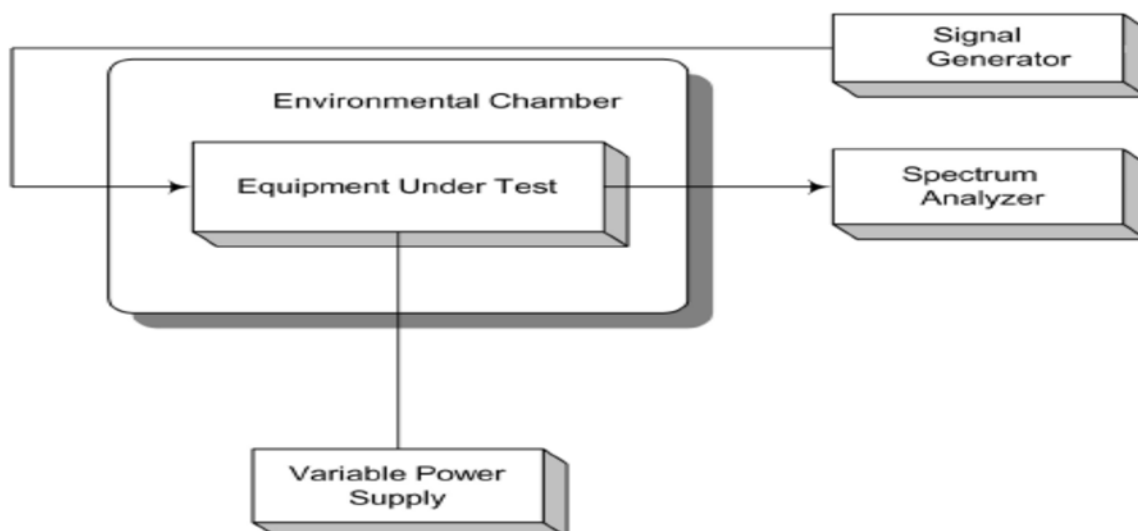 Signal
Generator
Environmental Chamber
Equipment Under Test
Spectrum
Analyzer
Variable Power
Supply